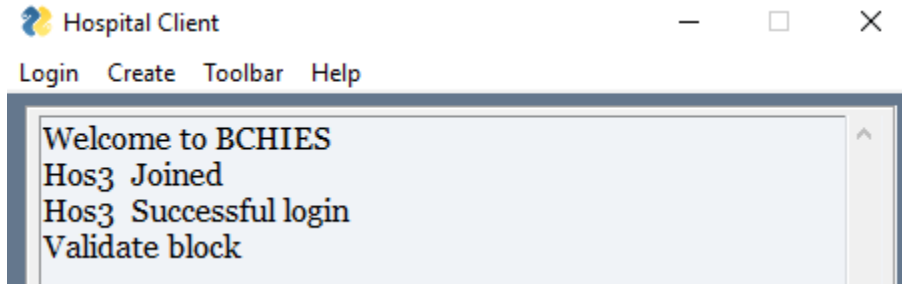 Hospital Client
Login Create Toolbar Help
Welcome to BCHIES
Hos3 Joined
Hos3 Successful login
Validate block